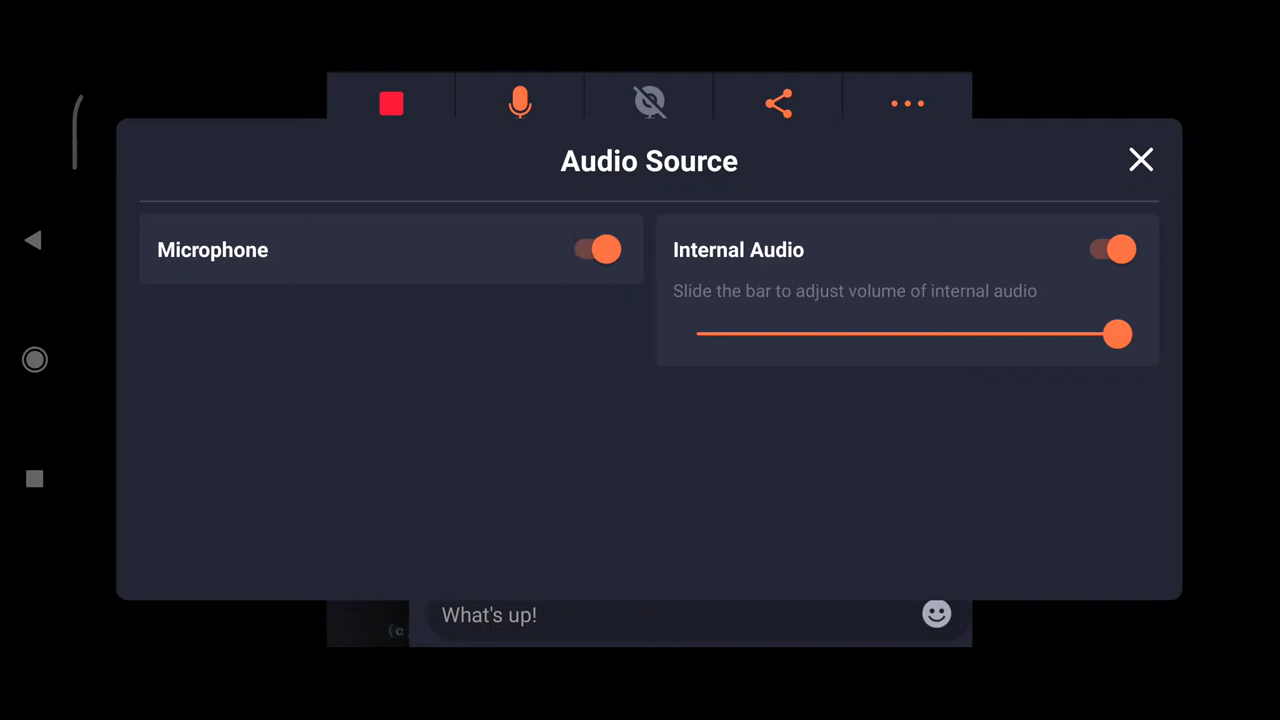 Audio Source
Microphone
Internal Audio
Slide the bar to adjust volume of internal audio
What's up!
(c